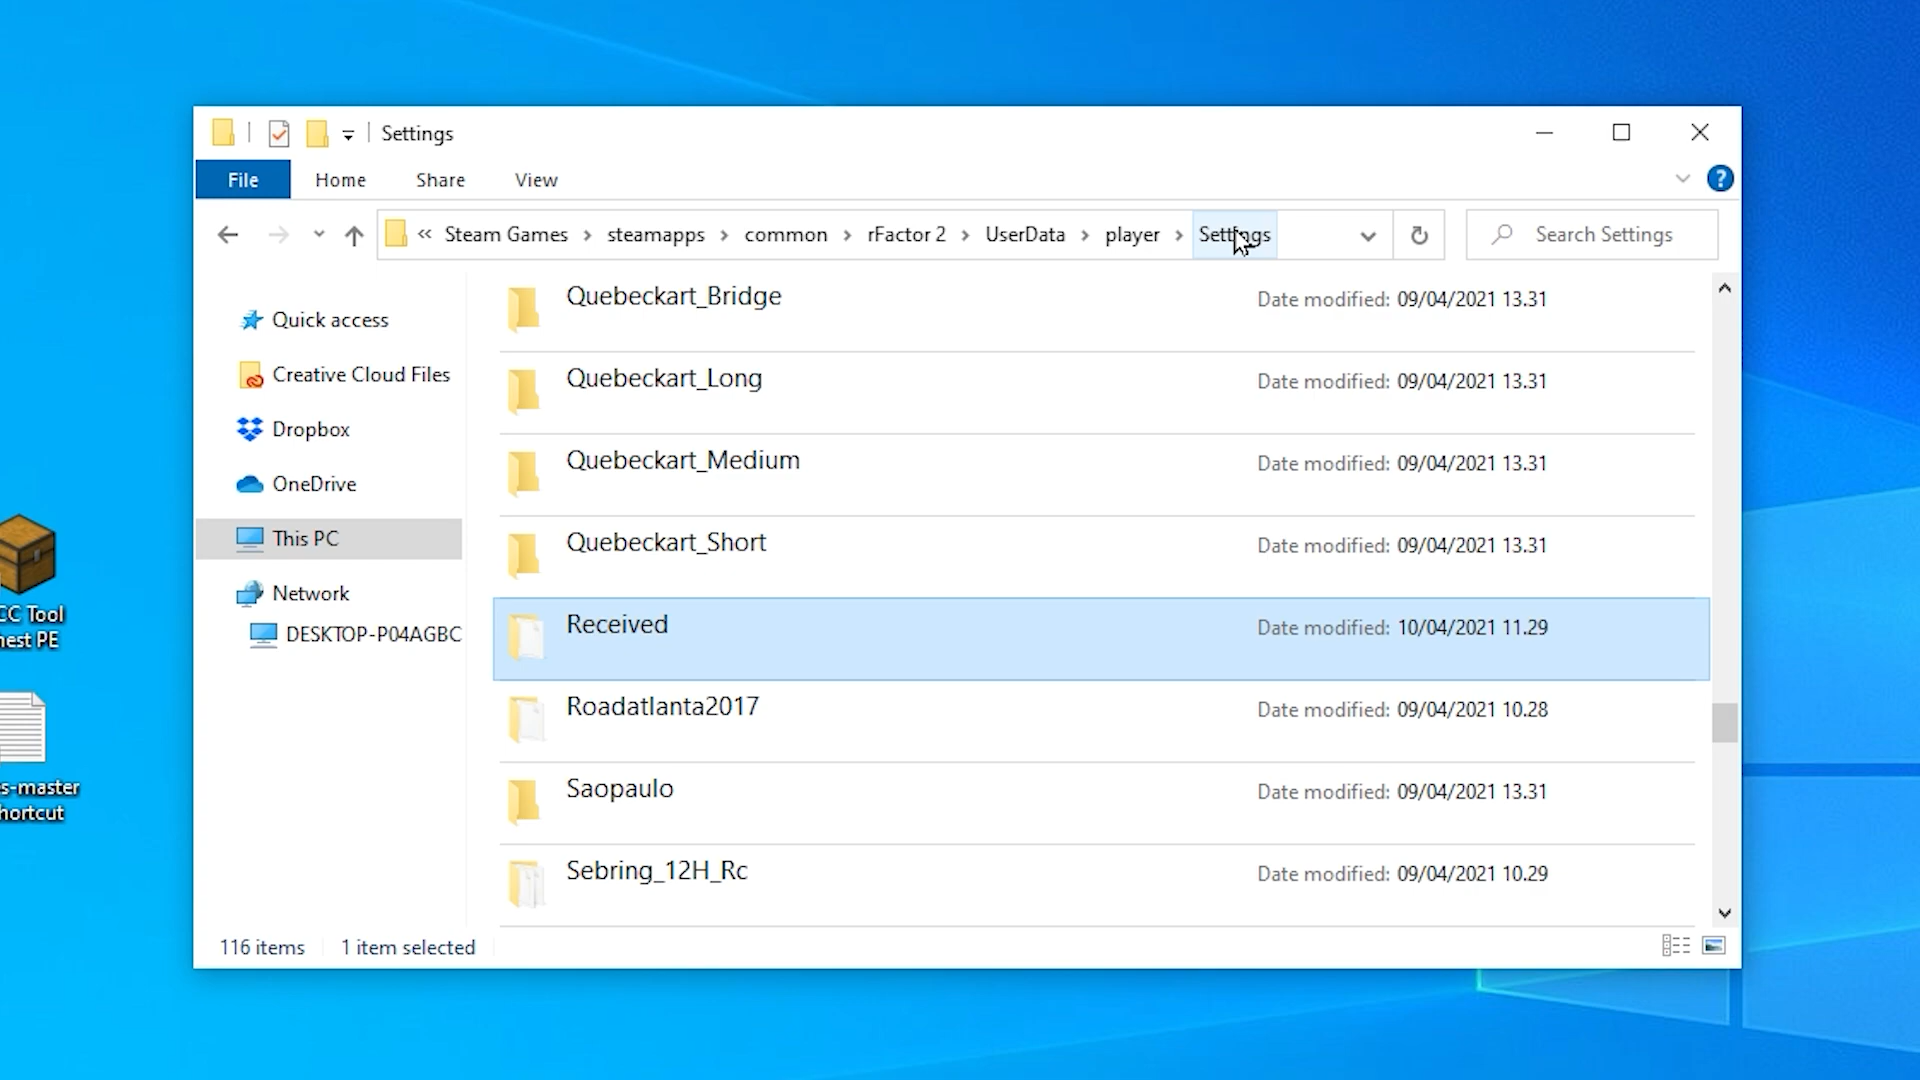 Settings
File Home Share View
« Steam Games › steamapps › common › rFactor 2 › UserData › player › Settings
Search Settings
Quick access
Creative Cloud Files
Dropbox
OneDrive
This PC
Network
DESKTOP-P04AGBC
Quebeckart_Bridge Date modified: 09/04/2021 13.31
Quebeckart_Long Date modified: 09/04/2021 13.31
Quebeckart_Medium Date modified: 09/04/2021 13.31
Quebeckart_Short Date modified: 09/04/2021 13.31
Received Date modified: 10/04/2021 11.29
Roadatlanta2017 Date modified: 09/04/2021 10.28
Saopaulo Date modified: 09/04/2021 13.31
Sebring_12H_Rc Date modified: 09/04/2021 10.29
116 items 1 item selected
CC Tool
hest PE
s-master
hortcut